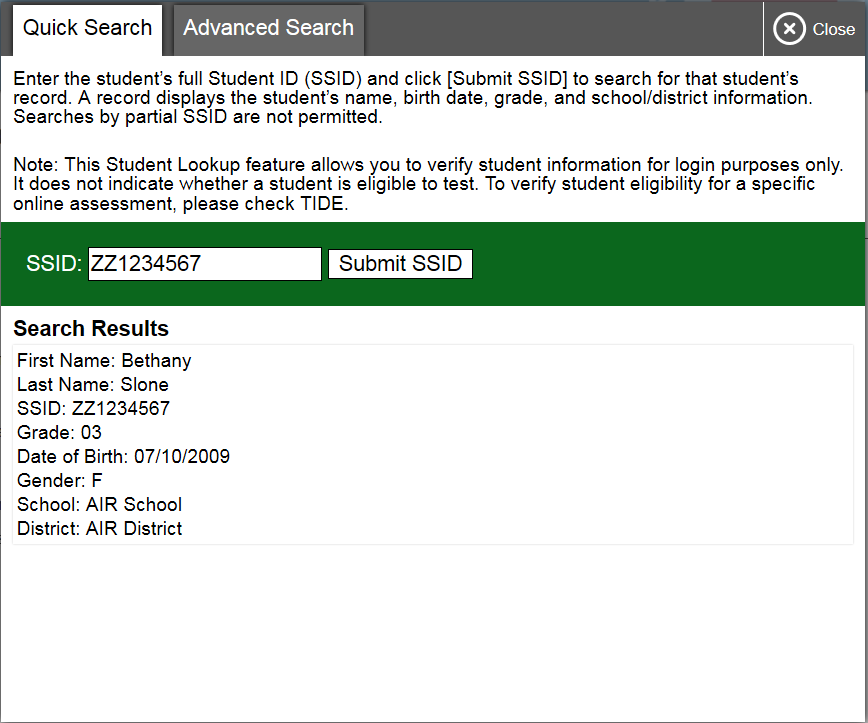 Quick Search
Advanced Search
Close
Enter the student’s full Student ID (SSID) and click [Submit SSID] to search for that student’s
record. A record displays the student’s name, birth date, grade, and school/district information.
Searches by partial SSID are not permitted.
Note: This Student Lookup feature allows you to verify student information for login purposes only.
It does not indicate whether a student is eligible to test. To verify student eligibility for a specific
online assessment, please check TIDE.
SSID: ZZ1234567 Submit SSID
Search Results
First Name: Bethany
Last Name: Slone
SSID: ZZ1234567
Grade: 03
Date of Birth: 07/10/2009
Gender: F
School: AIR School
District: AIR District